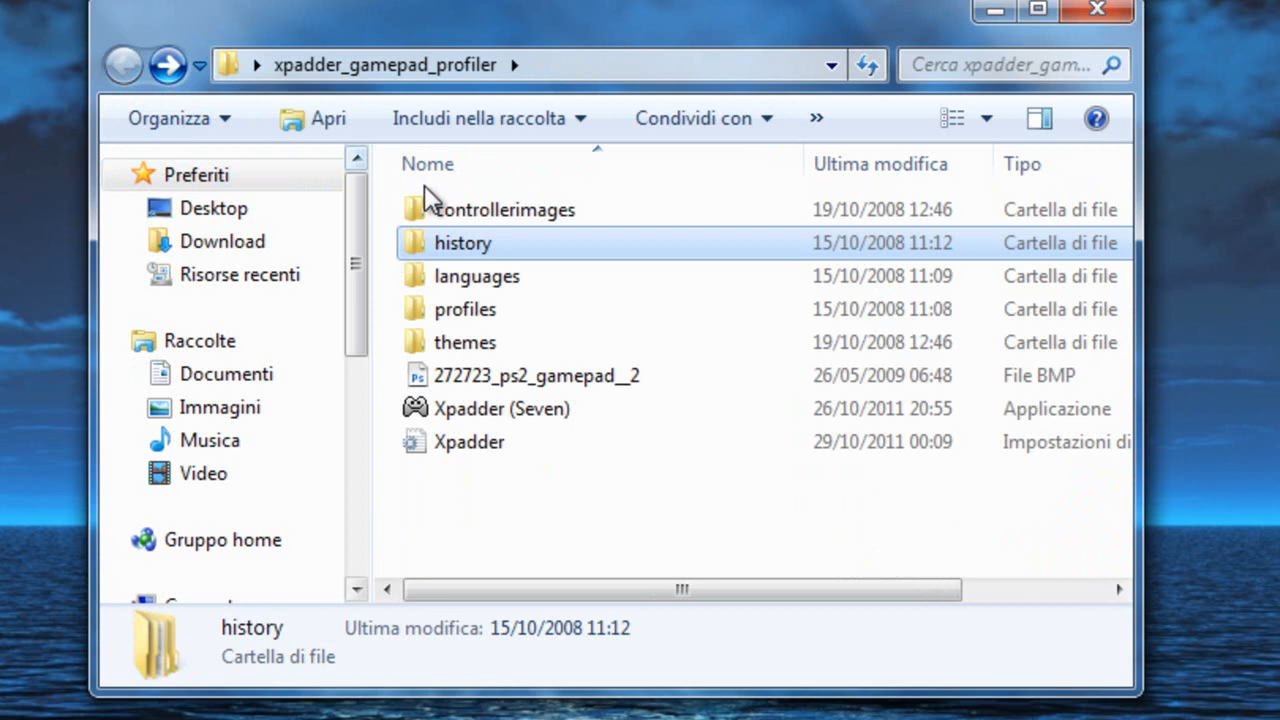 xpadder_gamepad_profiler
Cerca xpadder_gam...
Organizza Apri Includi nella raccolta Condividi con »
Nome Ultima modifica Tipo
Preferiti
Desktop
Download
Risorse recenti
Raccolte
Documenti
Immagini
Musica
Video
Gruppo home
controllerimages 19/10/2008 12:46 Cartella di file
history 15/10/2008 11:12 Cartella di file
languages 15/10/2008 11:09 Cartella di file
profiles 15/10/2008 11:08 Cartella di file
themes 19/10/2008 12:46 Cartella di file
272723_ps2_gamepad__2 26/05/2009 06:48 File BMP
Xpadder (Seven) 26/10/2011 20:55 Applicazione
Xpadder 29/10/2011 00:09 Impostazioni di
history Ultima modifica: 15/10/2008 11:12
Cartella di file